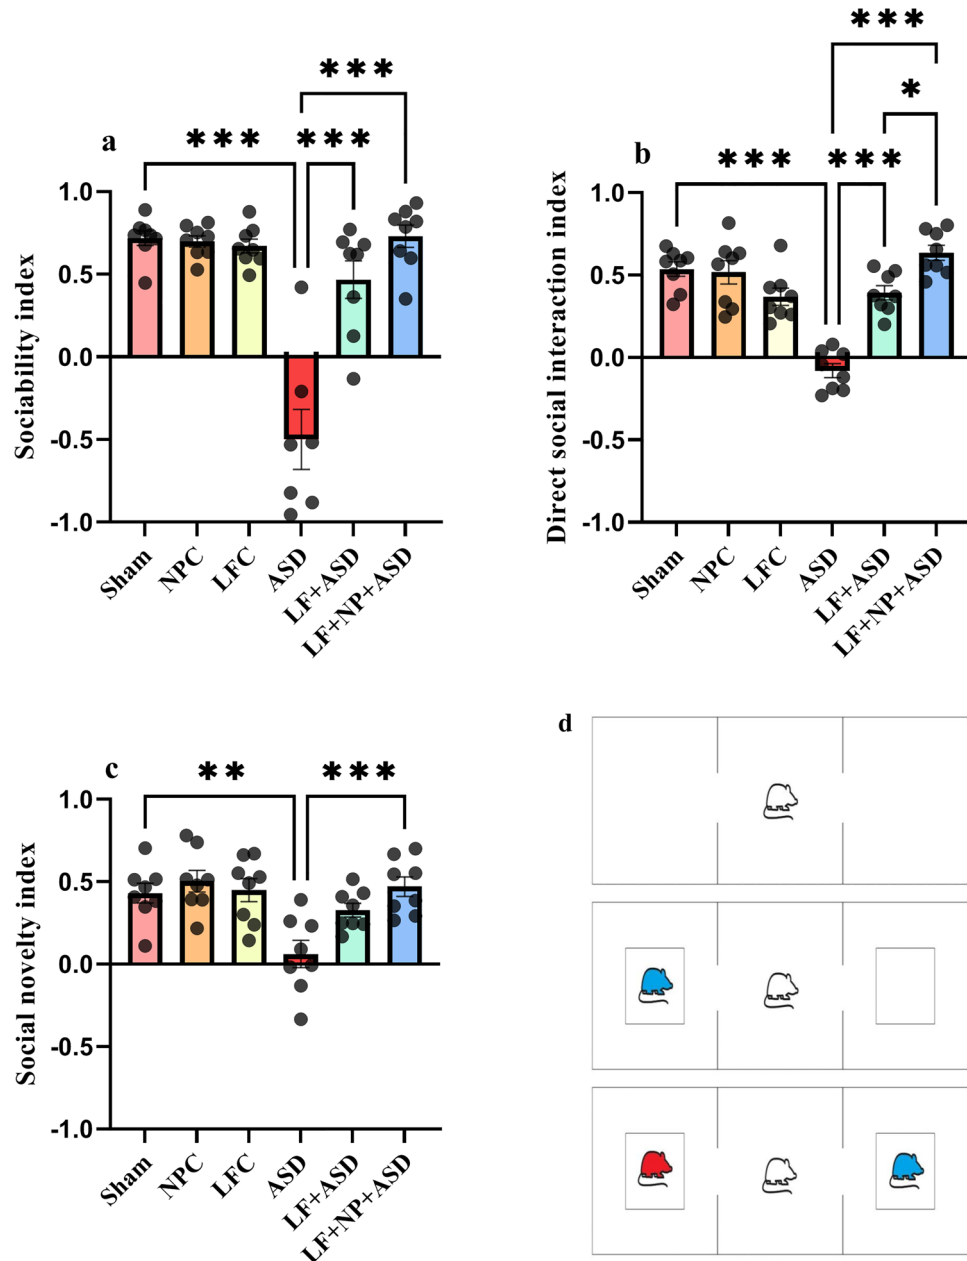 a
***
***
***
Sociability index
1.0
0.5
0.0
-0.5
-1.0
Sham
NPC
LFC
ASD
LF+ASD
LF+NP+ASD
b
***
*
***
***
Direct social interaction index
1.0
0.5
0.0
-0.5
-1.0
Sham
NPC
LFC
ASD
LF+ASD
LF+NP+ASD
c
**
***
Social novelty index
1.0
0.5
0.0
-0.5
-1.0
Sham
NPC
LFC
ASD
LF+ASD
LF+NP+ASD
d